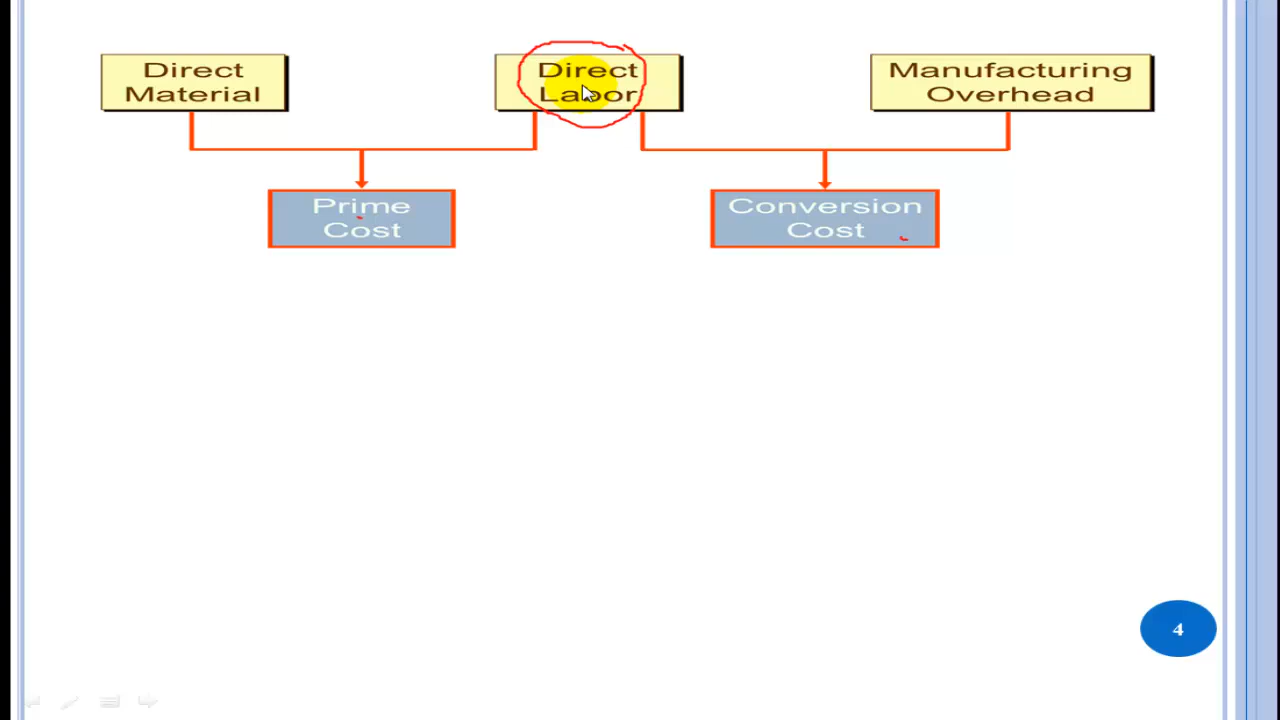 Direct
Material
Direct
Labor
Manufacturing
Overhead
Prime
Cost
Conversion
Cost
4